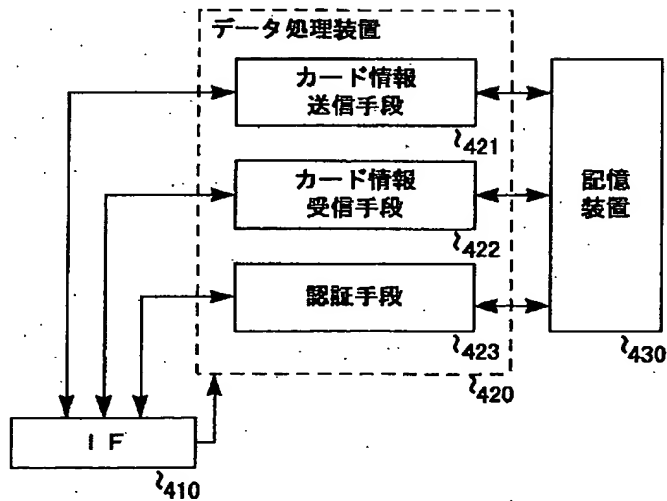 データ処理装置
カード情報
送信手段
421
カード情報
受信手段
422
認証手段
423
420
記憶
装置
430
IF
410